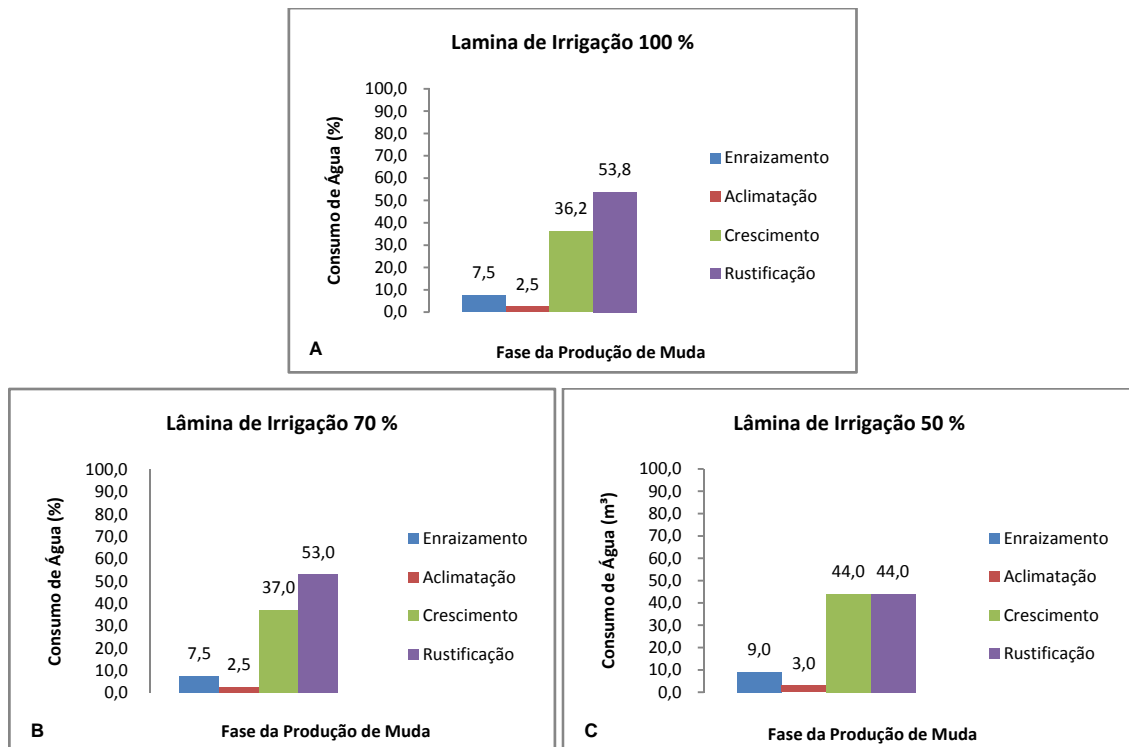 Lamina de Irrigação 100 %
Consumo de Água (%)
100,0
90,0
80,0
70,0
60,0
50,0
40,0
30,0
20,0
10,0
0,0
7,5
2,5
36,2
53,8
Enraizamento
Aclimatação
Crescimento
Rustificação
A
Fase da Produção de Muda
Lâmina de Irrigação 70 %
Consumo de Água (%)
100,0
90,0
80,0
70,0
60,0
50,0
40,0
30,0
20,0
10,0
0,0
7,5
2,5
37,0
53,0
Enraizamento
Aclimatação
Crescimento
Rustificação
B
Fase da Produção de Muda
Lâmina de Irrigação 50 %
Consumo de Água (m³)
100,0
90,0
80,0
70,0
60,0
50,0
40,0
30,0
20,0
10,0
0,0
9,0
3,0
44,0
44,0
Enraizamento
Aclimatação
Crescimento
Rustificação
C
Fase da Produção de Muda